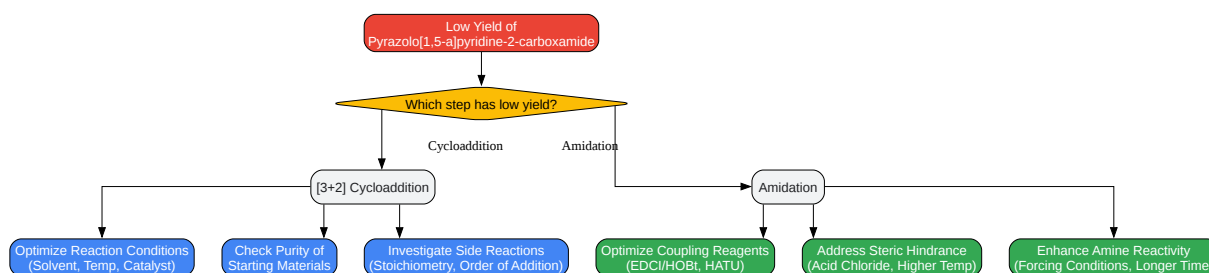 Low Yield of
Pyrazolo[1,5-a]pyridine-2-carboxamide
Which step has low yield?
Cycloaddition
Amidation
[3+2] Cycloaddition
Amidation
Optimize Reaction Conditions
(Solvent, Temp, Catalyst)
Check Purity of
Starting Materials
Investigate Side Reactions
(Stoichiometry, Order of Addition)
Optimize Coupling Reagents
(EDCI/HOBt, HATU)
Address Steric Hindrance
(Acid Chloride, Higher Temp)
Enhance Amine Reactivity
(Forcing Conditions, Longer Time)